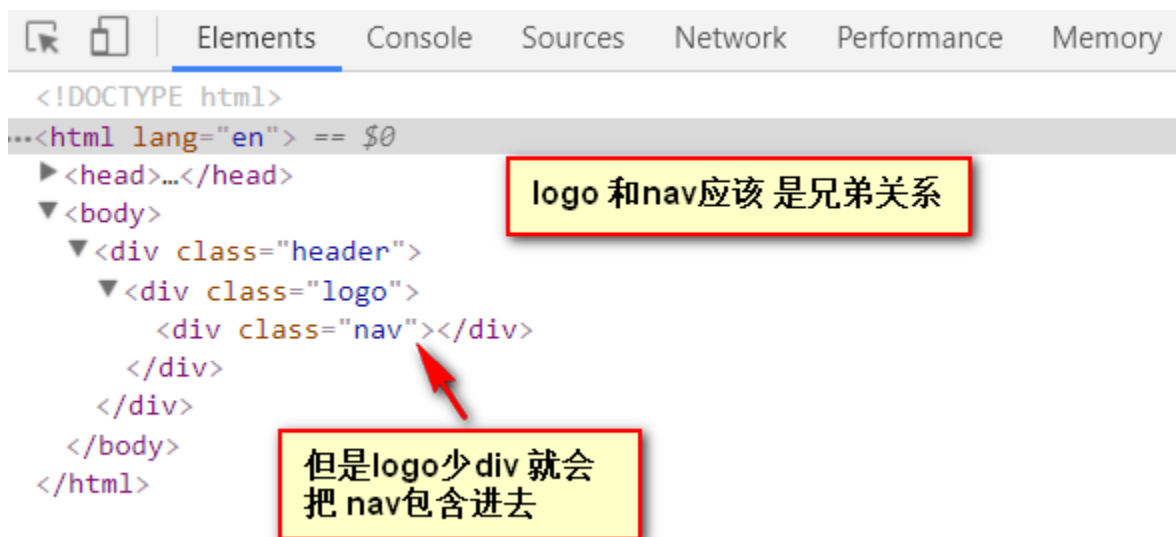 Elements Console Sources Network Performance Memory
<!DOCTYPE html>
...<html lang="en"> == $0
▶<head>…</head>
▼<body>
▼<div class="header">
▼<div class="logo">
<div class="nav"></div>
</div>
</div>
</body>
</html>
logo 和nav应该 是兄弟关系
但是logo少div 就会
把 nav包含进去